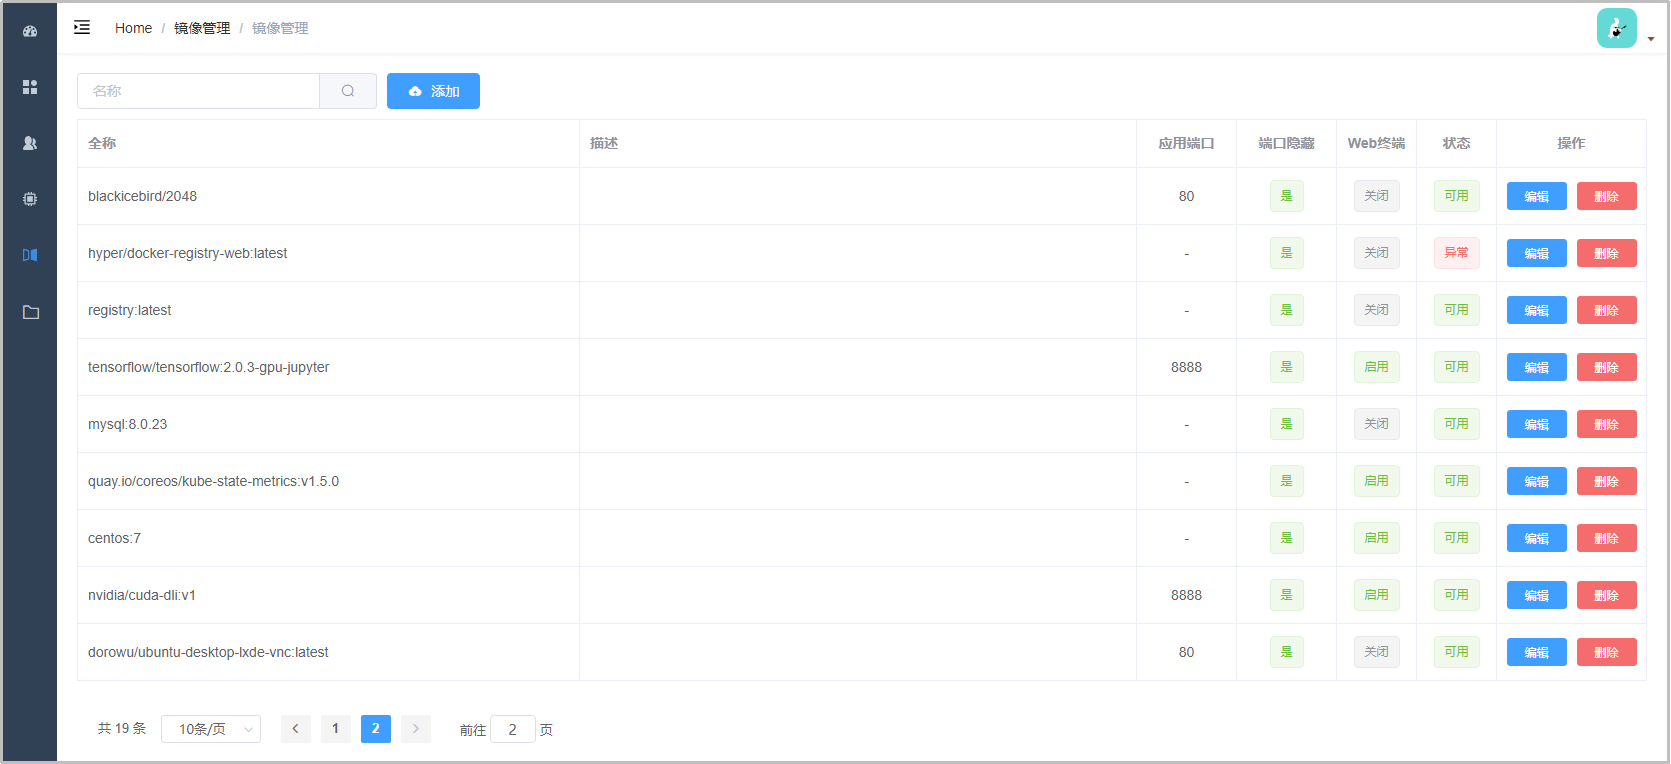 Home / 镜像管理 / 镜像管理
名称 添加
全称 描述 应用端口 端口隐藏 Web终端 状态 操作
blackicebird/2048 80 是 关闭 可用 编辑 删除
hyper/docker-registry-web:latest - 是 关闭 异常 编辑 删除
registry:latest - 是 关闭 可用 编辑 删除
tensorflow/tensorflow:2.0.3-gpu-jupyter 8888 是 启用 可用 编辑 删除
mysql:8.0.23 - 是 关闭 可用 编辑 删除
quay.io/coreos/kube-state-metrics:v1.5.0 - 是 启用 可用 编辑 删除
centos:7 - 是 启用 可用 编辑 删除
nvidia/cuda-dli:v1 8888 是 启用 可用 编辑 删除
dorowu/ubuntu-desktop-lxde-vnc:latest 80 是 关闭 可用 编辑 删除
共 19 条 10条/页 1 2 前往 2 页